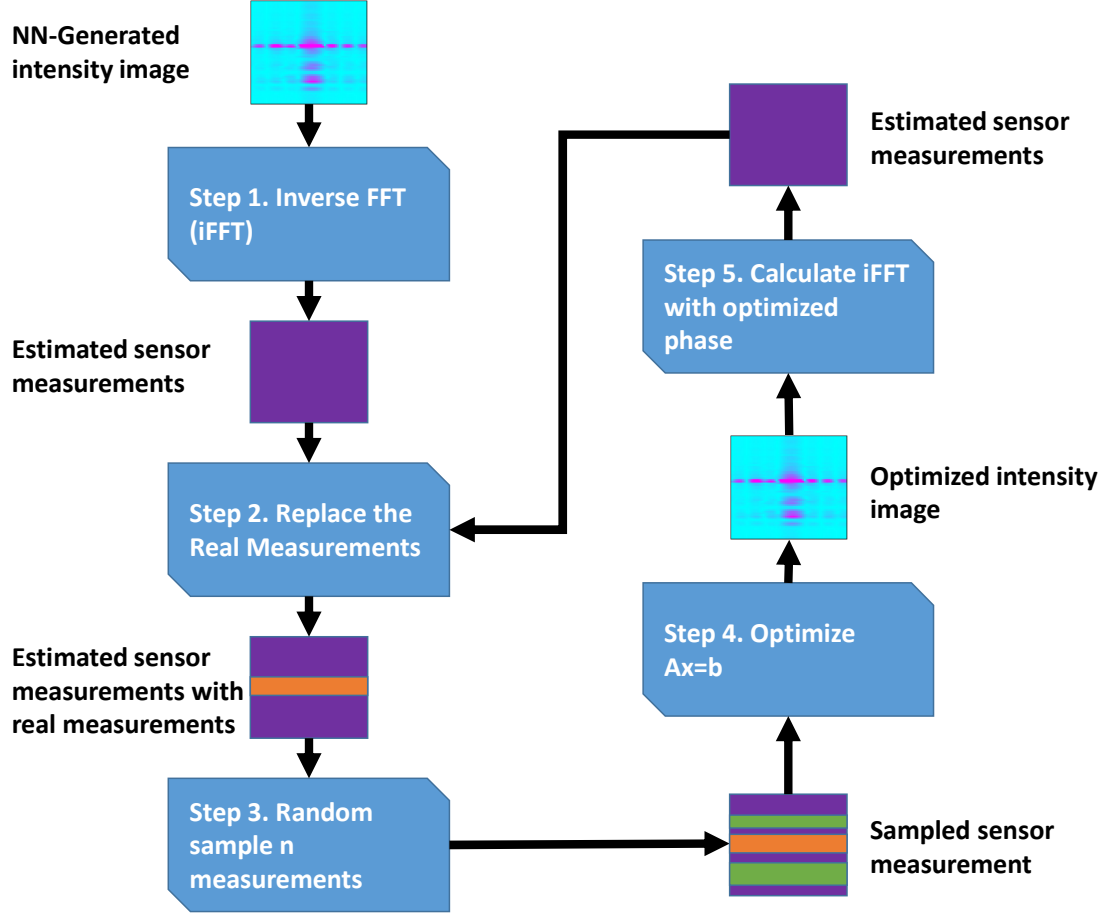 NN-Generated
intensity image
Step 1. Inverse FFT
(iFFT)
Estimated sensor
measurements
Step 2. Replace the
Real Measurements
Estimated sensor
measurements with
real measurements
Step 3. Random
sample n
measurements
Sampled sensor
measurement
Step 4. Optimize
Ax=b
Optimized intensity
image
Step 5. Calculate iFFT
with optimized
phase
Estimated sensor
measurements